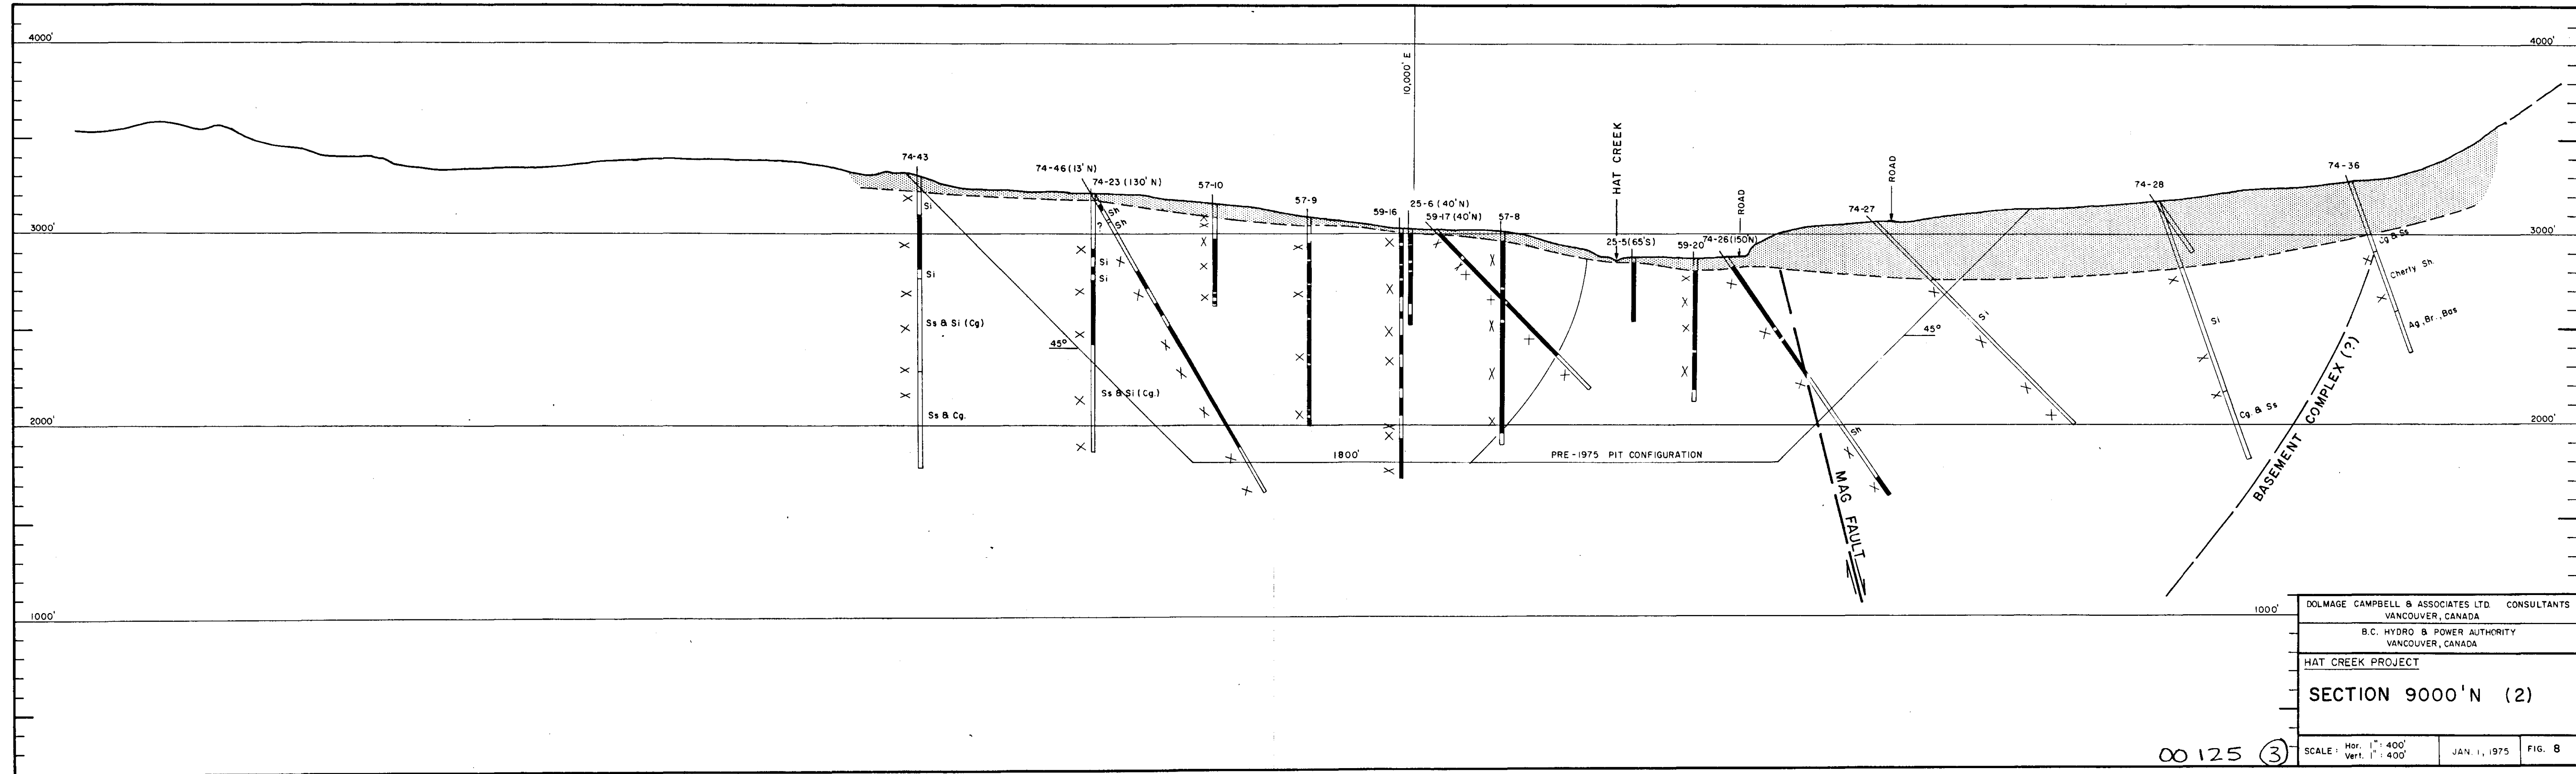 4000'
4000'
10,000' E
HAT CREEK
ROAD
ROAD
74-43
74-46 (13' N)
74-23 (130' N)
57-10
57-9
59-16
25-6 (40'N)
59-17 (40'N)
57-8
25-5 (65'S)
59-20
74-26 (150'N)
74-27
74-28
74-36
3000'
3000'
Si
Sh
Sh
?
Si
Si
Si
Cg & Ss
Cherty Sh.
Ag., Br., Bas
Ss & Si (Cg)
45°
45°
Si
Si
Ss & Si (Cg.)
Ss & Cg.
Cg. & Ss
Sh
2000'
2000'
1800'
PRE-1975 PIT CONFIGURATION
MAG FAULT
BASEMENT COMPLEX (?)
1000'
1000'
DOLMAGE CAMPBELL & ASSOCIATES LTD. CONSULTANTS
VANCOUVER, CANADA
B.C. HYDRO & POWER AUTHORITY
VANCOUVER, CANADA
HAT CREEK PROJECT
SECTION 9000'N (2)
SCALE: Hor. 1" : 400'
Vert. 1" : 400'
JAN. 1, 1975
FIG. 8
00125 (3)